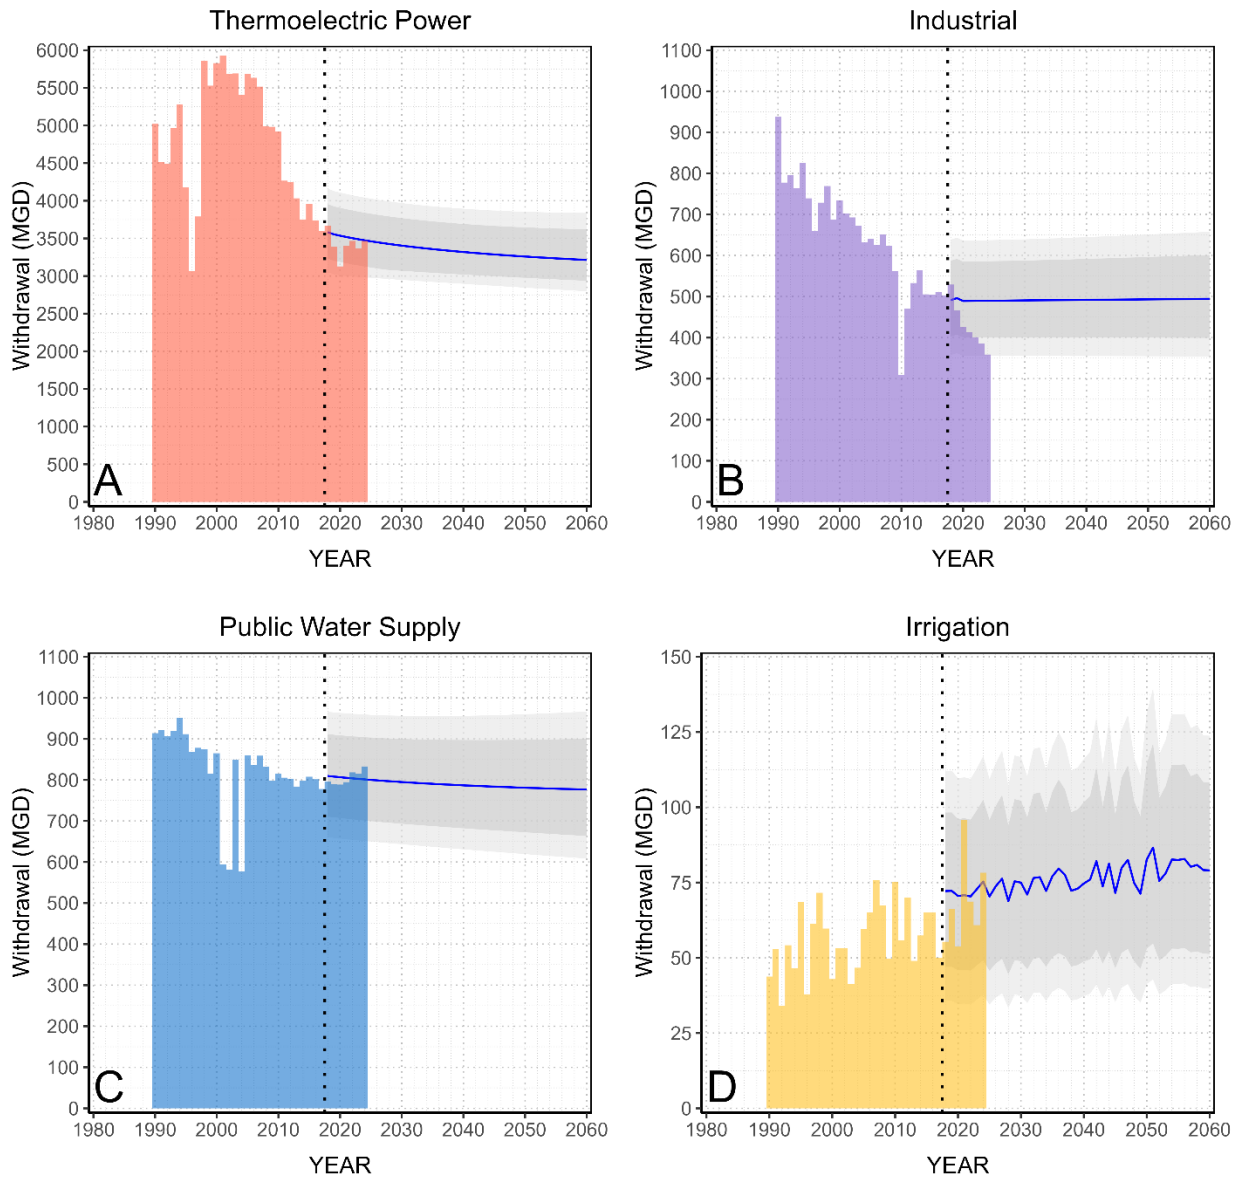 Thermoelectric Power
Withdrawal (MGD)
6000
5500
5000
4500
4000
3500
3000
2500
2000
1500
1000
500
0
A
1980 1990 2000 2010 2020 2030 2040 2050 2060
YEAR
Industrial
Withdrawal (MGD)
1100
1000
900
800
700
600
500
400
300
200
100
0
B
1980 1990 2000 2010 2020 2030 2040 2050 2060
YEAR
Public Water Supply
Withdrawal (MGD)
1100
1000
900
800
700
600
500
400
300
200
100
0
C
1980 1990 2000 2010 2020 2030 2040 2050 2060
YEAR
Irrigation
Withdrawal (MGD)
150
125
100
75
50
25
0
D
1980 1990 2000 2010 2020 2030 2040 2050 2060
YEAR